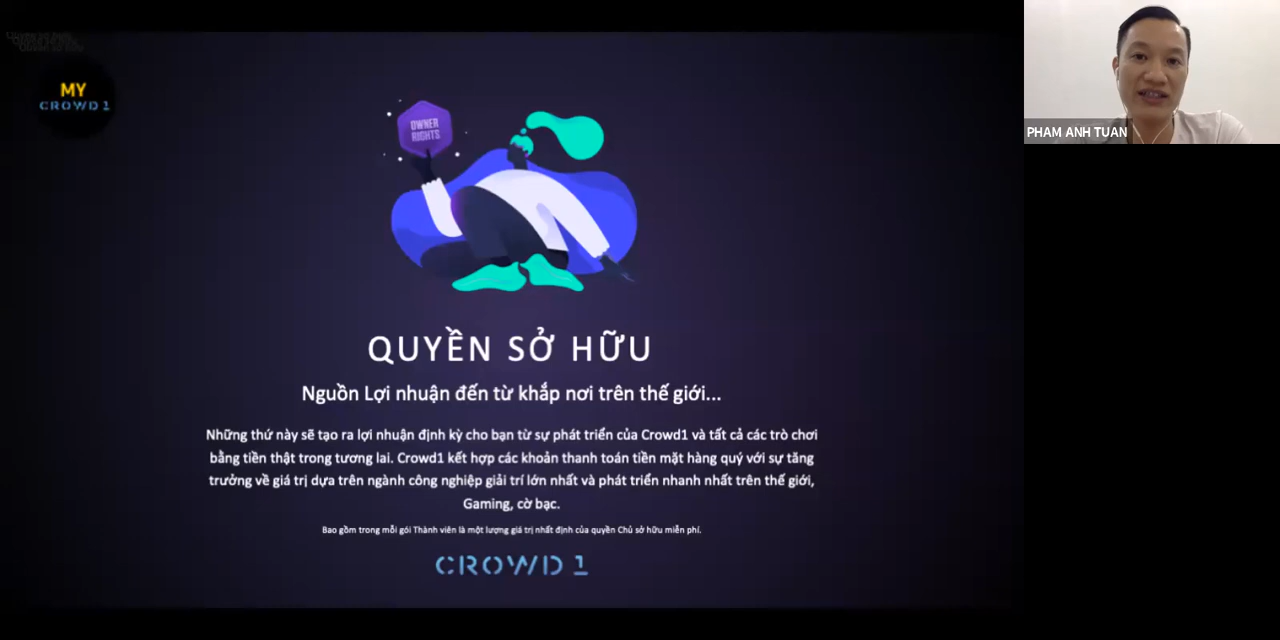 MY
CROWD1
OWNER
RIGHTS
PHAM ANH TUAN
QUYỀN SỞ HỮU
Nguồn Lợi nhuận đến từ khắp nơi trên thế giới...
Những thứ này sẽ tạo ra lợi nhuận định kỳ cho bạn từ sự phát triển của Crowd1 và tất cả các trò chơi
bằng tiền thật trong tương lai. Crowd1 kết hợp các khoản thanh toán tiền mặt hàng quý với sự tăng
trưởng về giá trị dựa trên ngành công nghiệp giải trí lớn nhất và phát triển nhanh nhất trên thế giới,
Gaming, cờ bạc.
Bao gồm trong mỗi gói Thành viên là một lượng giá trị nhất định của quyền Chủ sở hữu miễn phí.
CROWD 1